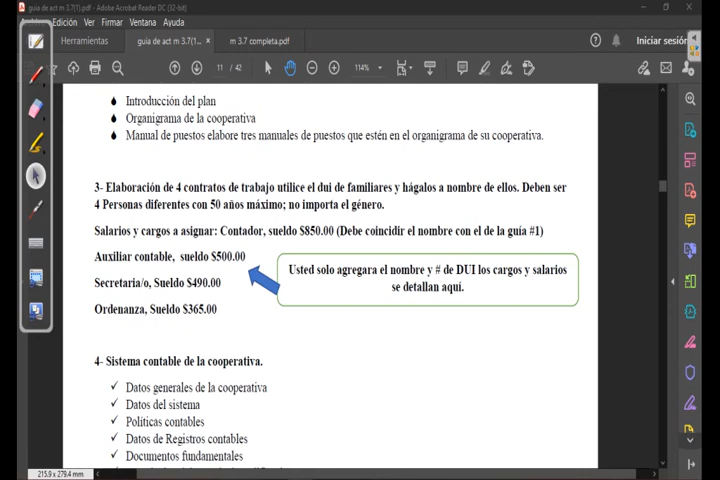 guia de act m 3.7(1).pdf - Adobe Acrobat Reader DC (32-bit)
Edición Ver Firmar Ventana Ayuda
Herramientas guia de act m 3.7(1... × m 3.7 completa.pdf Iniciar sesión
11 / 42 114%
Introducción del plan
Organigrama de la cooperativa
Manual de puestos elabore tres manuales de puestos que estén en el organigrama de su cooperativa.
3- Elaboración de 4 contratos de trabajo utilice el dui de familiares y hágalos a nombre de ellos. Deben ser
4 Personas diferentes con 50 años máximo; no importa el género.
Salarios y cargos a asignar: Contador, sueldo $850.00 (Debe coincidir el nombre con el de la guía #1)
Auxiliar contable, sueldo $500.00
Usted solo agregara el nombre y # de DUI los cargos y salarios
se detallan aquí.
Secretaria/o, Sueldo $490.00
Ordenanza, Sueldo $365.00
4- Sistema contable de la cooperativa.
Datos generales de la cooperativa
Datos del sistema
Políticas contables
Datos de Registros contables
Documentos fundamentales
215.9 x 279.4 mm